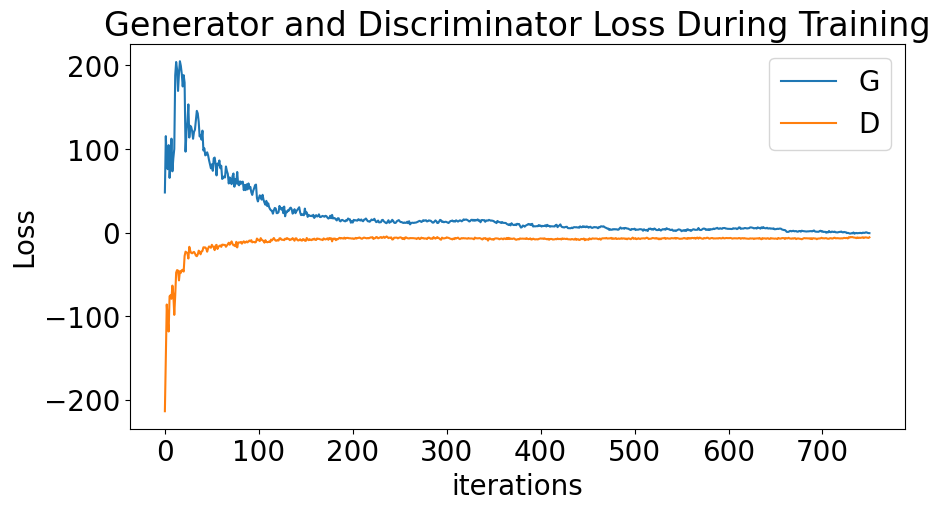 Generator and Discriminator Loss During Training
G
D
200
100
0
−100
−200
Loss
0 100 200 300 400 500 600 700
iterations